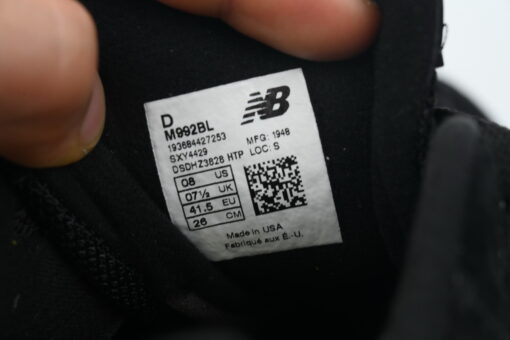 D
M992BL
193684427253
SXY4429
DSDHZ3828 HTP
MFG: 1948
LOC: S
NB
08 US
07½ UK
41.5 EU
26 CM
Made in USA
Fabriqué aux É.-U.